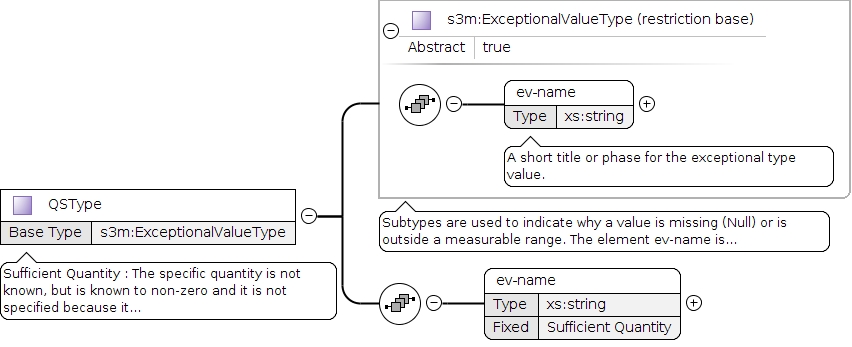 s3m:ExceptionalValueType (restriction base)
Abstract true
ev-name
Type xs:string
A short title or phase for the exceptional type
value.
QSType
Base Type s3m:ExceptionalValueType
Subtypes are used to indicate why a value is missing (Null) or is
outside a measurable range. The element ev-name is...
Sufficient Quantity : The specific quantity is not
known, but is known to non-zero and it is not
specified because it...
ev-name
Type xs:string
Fixed Sufficient Quantity